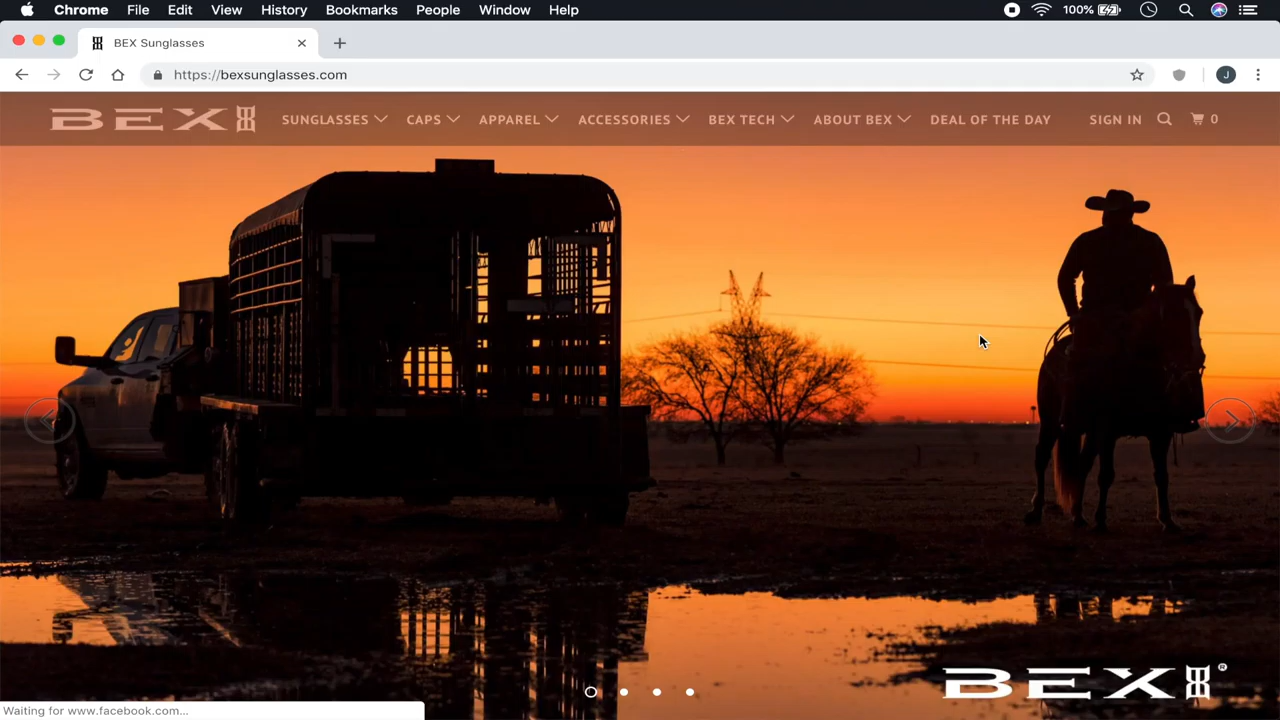 Chrome File Edit View History Bookmarks People Window Help 100%
BEX Sunglasses
https://bexsunglasses.com J
BEX SUNGLASSES CAPS APPAREL ACCESSORIES BEX TECH ABOUT BEX DEAL OF THE DAY SIGN IN 0
BEX ®
Waiting for www.facebook.com...